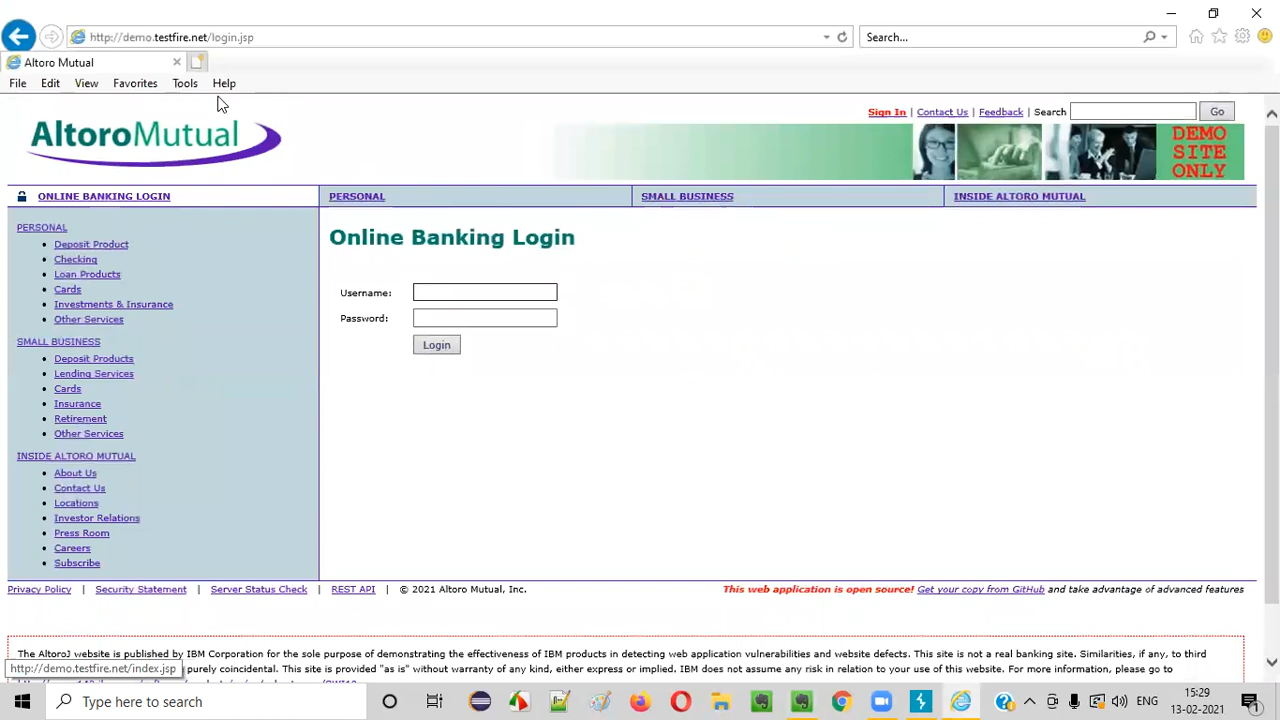 http://demo.testfire.net/login.jsp
Search...
Altoro Mutual
File Edit View Favorites Tools Help
Sign In | Contact Us | Feedback | Search Go
AltoroMutual
DEMO
SITE
ONLY
ONLINE BANKING LOGIN
PERSONAL
SMALL BUSINESS
INSIDE ALTORO MUTUAL
PERSONAL
Deposit Product
Checking
Loan Products
Cards
Investments & Insurance
Other Services
SMALL BUSINESS
Deposit Products
Lending Services
Cards
Insurance
Retirement
Other Services
INSIDE ALTORO MUTUAL
About Us
Contact Us
Locations
Investor Relations
Press Room
Careers
Subscribe
Online Banking Login
Username:
Password:
Login
Privacy Policy | Security Statement | Server Status Check | REST API | © 2021 Altoro Mutual, Inc.
This web application is open source! Get your copy from GitHub and take advantage of advanced features
The AltoroJ website is published by IBM Corporation for the sole purpose of demonstrating the effectiveness of IBM products in detecting web application vulnerabilities and website defects. This site is not a real banking site. Similarities, if any, to third
purely coincidental. This site is provided "as is" without warranty of any kind, either express or implied. IBM does not assume any risk in relation to your use of this website. For more information, please go to
http://demo.testfire.net/index.jsp
Type here to search
ENG
5:29
13-02-2021
1